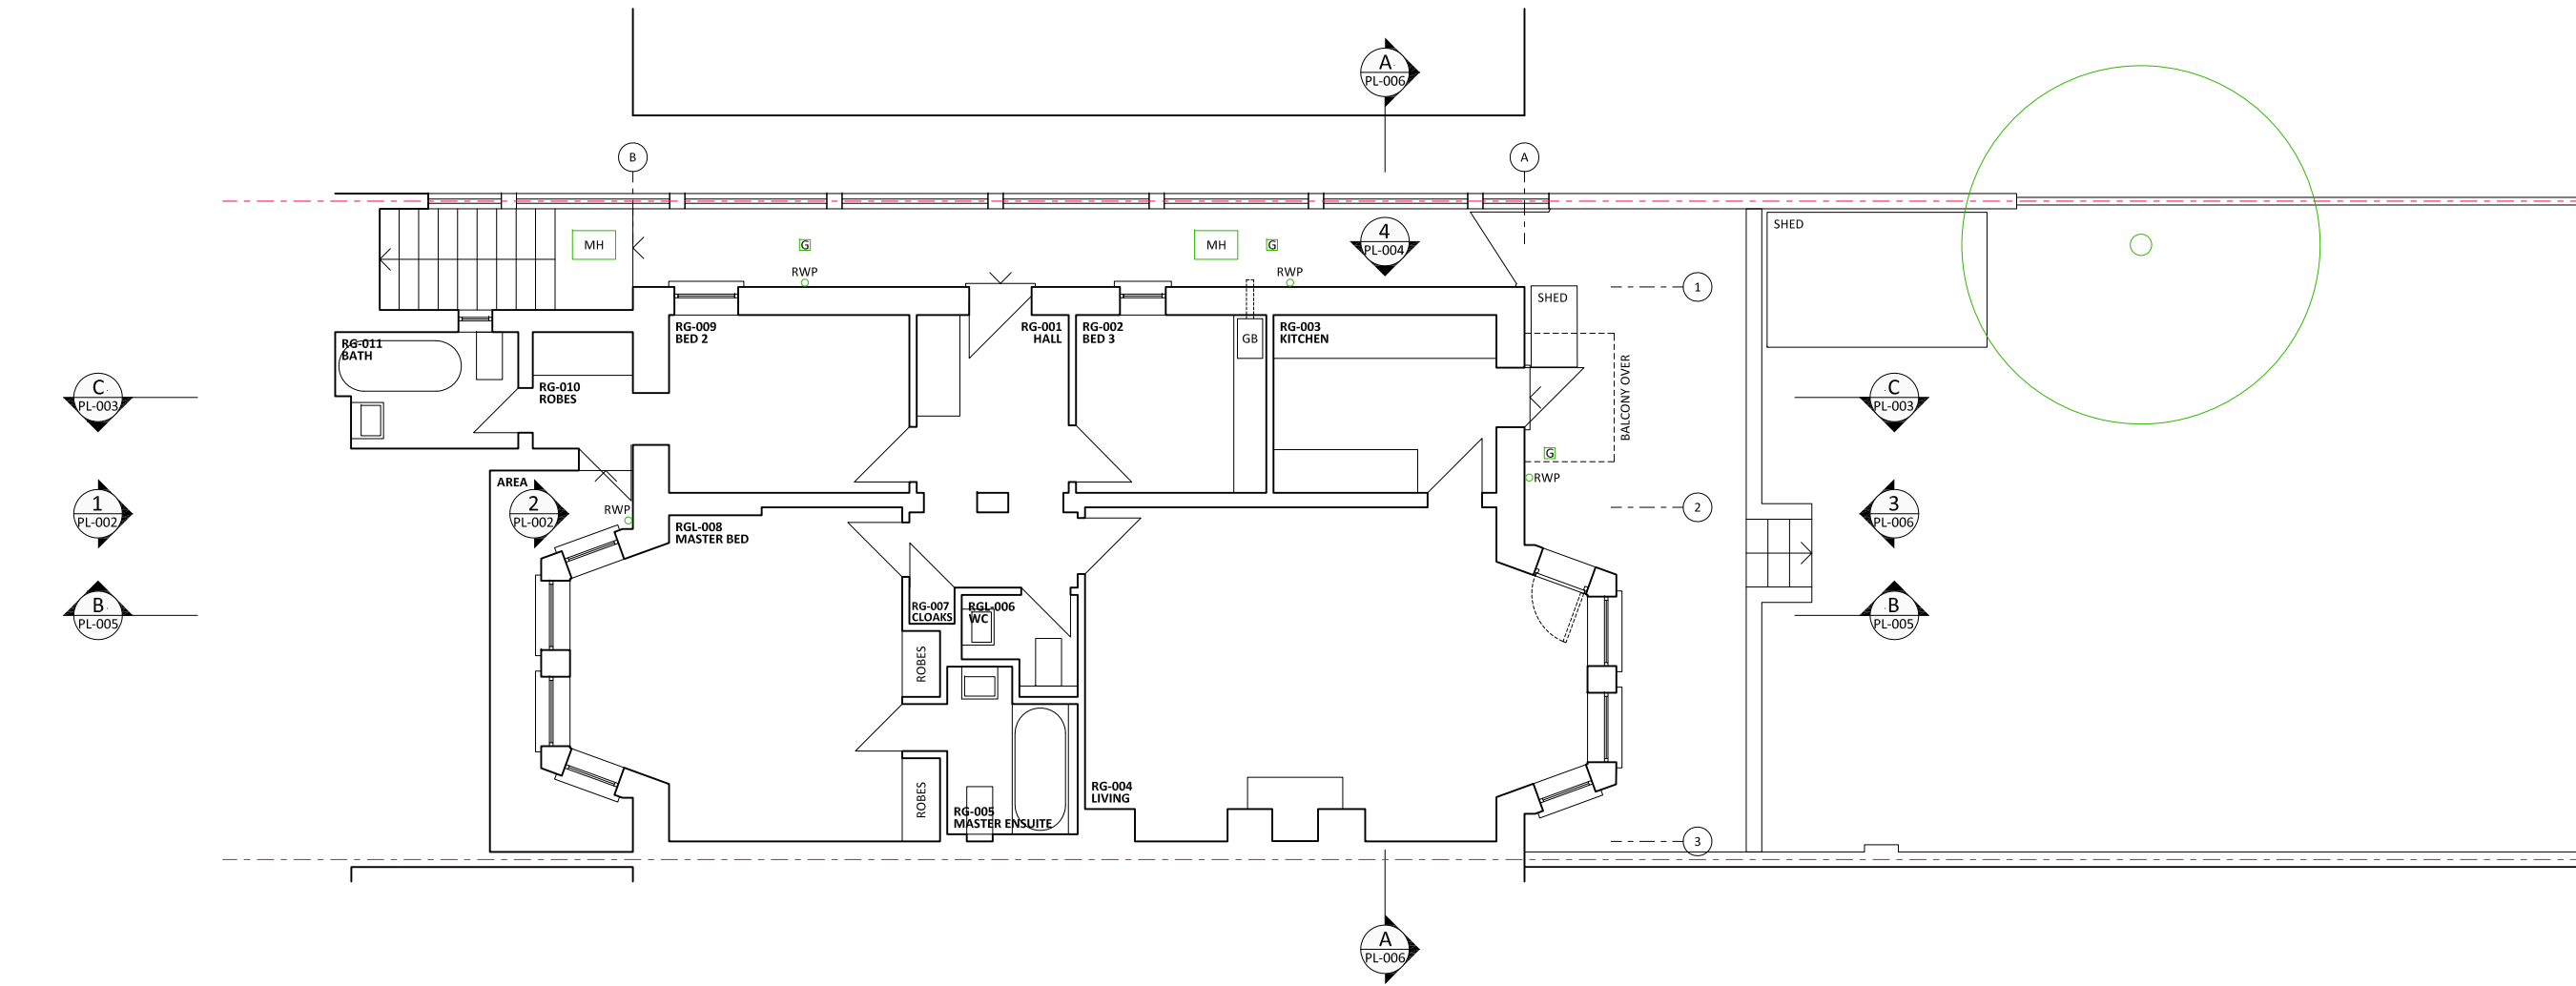 A
PL-006
B
A
SHED
MH
G
MH
G
4
PL-004
RWP
RWP
1
SHED
RG-009
BED 2
RG-001
HALL
RG-002
BED 3
GB
RG-003
KITCHEN
RG-011
BATH
RG-010
ROBES
BALCONY OVER
C
PL-003
C
PL-003
G
RWP
AREA
1
PL-002
2
PL-002
RWP
2
3
PL-006
RGL-008
MASTER BED
B
PL-005
RG-007
CLOAKS
RGL-006
WC
B
PL-005
ROBES
ROBES
RG-005
MASTER ENSUITE
RG-004
LIVING
3
A
PL-006